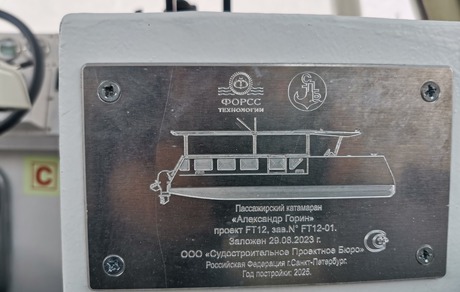 ФОРСС
ТЕХНОЛОГИИ
Пассажирский катамаран
«Александр Горин»
проект FT12, зав.N° FT12-01.
Заложен 29.08.2023 г.
ООО «Судостроительное Проектное Бюро»
Российская Федерация г.Санкт-Петербург.
Год постройки: 2025.
C